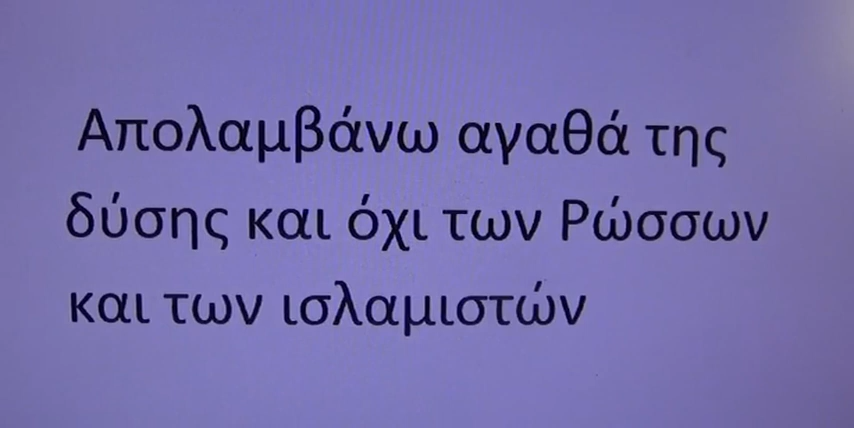 Απολαμβάνω αγαθά της
δύσης και όχι των Ρώσσων
και των ισλαμιστών